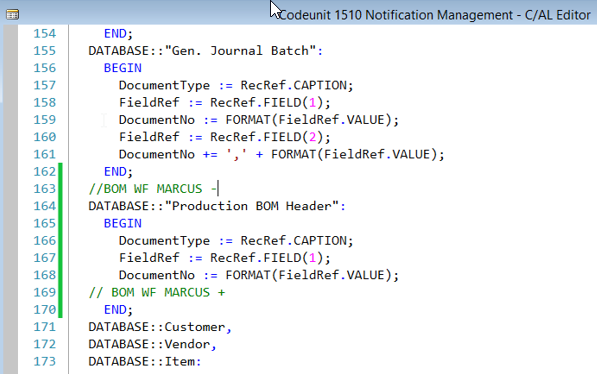 Codeunit 1510 Notification Management - C/AL Editor
154 END;
155 DATABASE::"Gen. Journal Batch":
156 BEGIN
157 DocumentType := RecRef.CAPTION;
158 FieldRef := RecRef.FIELD(1);
159 DocumentNo := FORMAT(FieldRef.VALUE);
160 FieldRef := RecRef.FIELD(2);
161 DocumentNo += ',' + FORMAT(FieldRef.VALUE);
162 END;
163 //BOM WF MARCUS -
164 DATABASE::"Production BOM Header":
165 BEGIN
166 DocumentType := RecRef.CAPTION;
167 FieldRef := RecRef.FIELD(1);
168 DocumentNo := FORMAT(FieldRef.VALUE);
169 // BOM WF MARCUS +
170 END;
171 DATABASE::Customer,
172 DATABASE::Vendor,
173 DATABASE::Item: